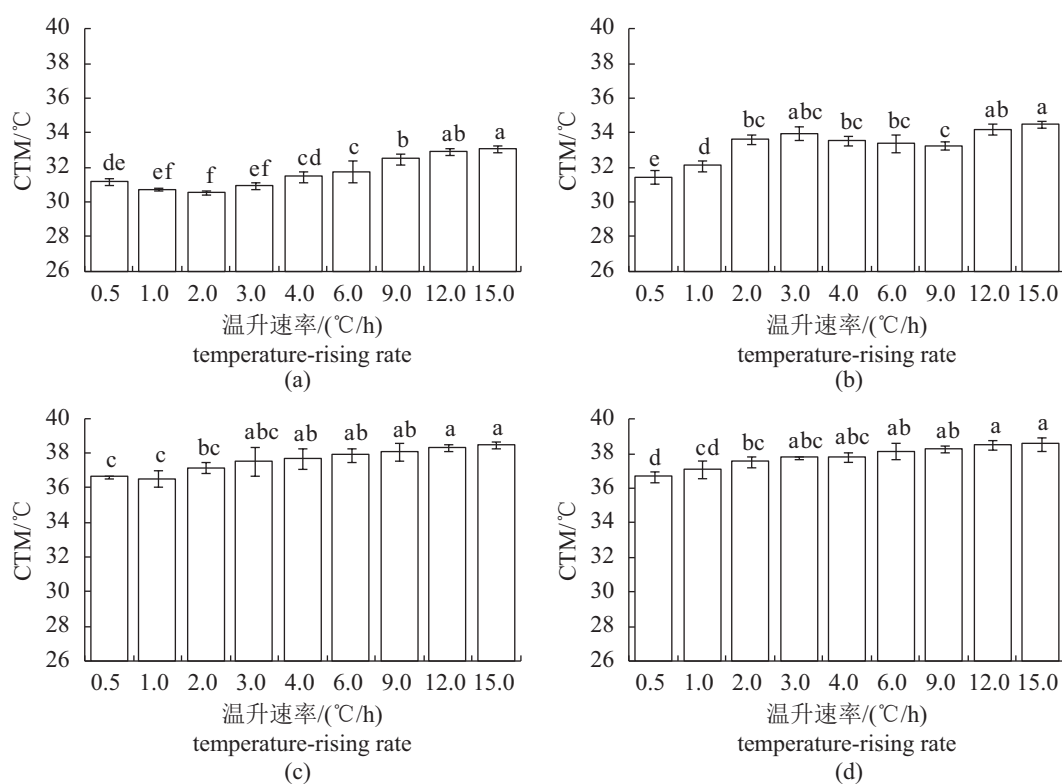 40
38
36
34
32
30
28
26
CTM/℃
de ef f ef cd c b ab a
0.5 1.0 2.0 3.0 4.0 6.0 9.0 12.0 15.0
温升速率/(℃/h)
temperature-rising rate
(a)
40
38
36
34
32
30
28
26
CTM/℃
e d bc abc bc bc c ab a
0.5 1.0 2.0 3.0 4.0 6.0 9.0 12.0 15.0
温升速率/(℃/h)
temperature-rising rate
(b)
40
38
36
34
32
30
28
26
CTM/℃
c c bc abc ab ab ab a a
0.5 1.0 2.0 3.0 4.0 6.0 9.0 12.0 15.0
温升速率/(℃/h)
temperature-rising rate
(c)
40
38
36
34
32
30
28
26
CTM/℃
d cd bc abc abc ab ab a a
0.5 1.0 2.0 3.0 4.0 6.0 9.0 12.0 15.0
温升速率/(℃/h)
temperature-rising rate
(d)